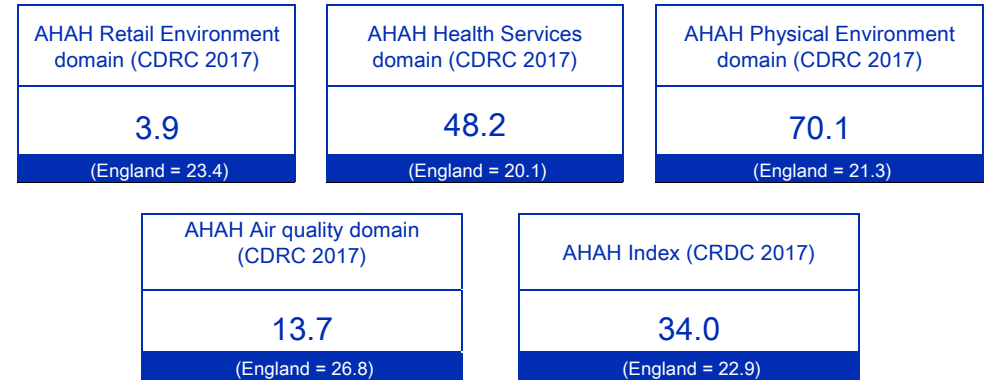 AHAH Retail Environment
domain (CDRC 2017)
3.9
(England = 23.4)
AHAH Health Services
domain (CDRC 2017)
48.2
(England = 20.1)
AHAH Physical Environment
domain (CDRC 2017)
70.1
(England = 21.3)
AHAH Air quality domain
(CDRC 2017)
13.7
(England = 26.8)
AHAH Index (CRDC 2017)
34.0
(England = 22.9)